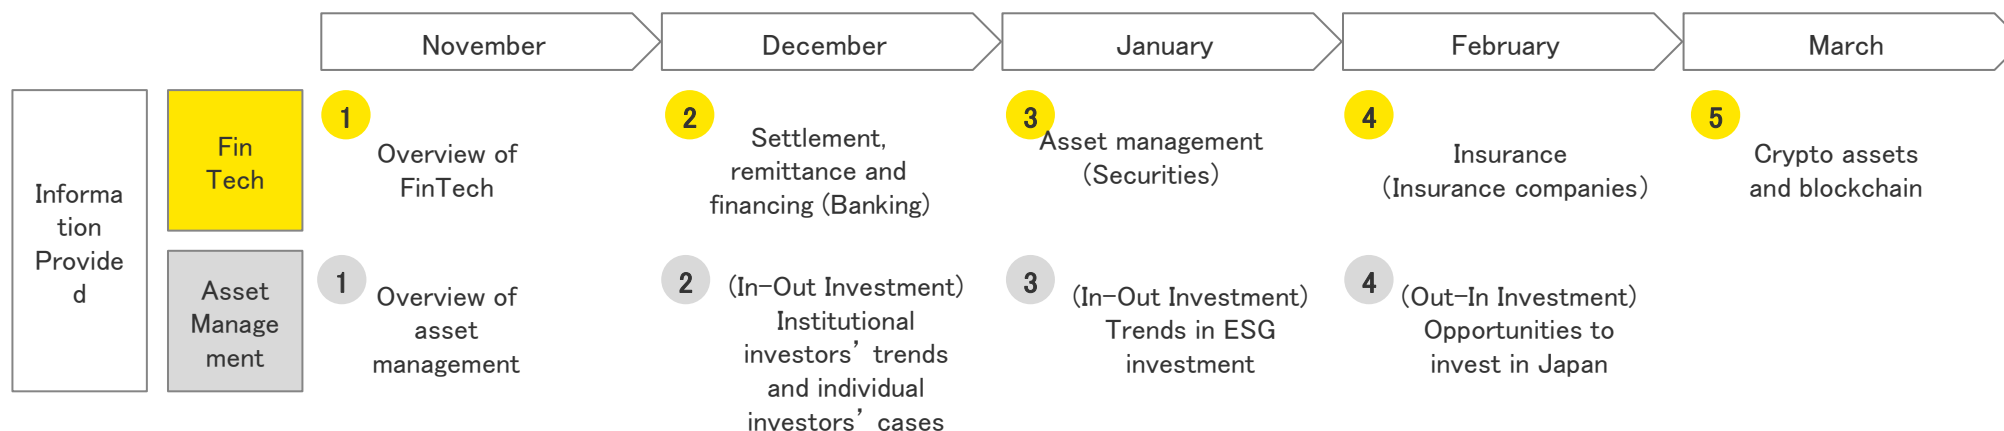 November
December
January
February
March
Informa
tion
Provide
d
Fin
Tech
1
Overview of
FinTech
2
Settlement,
remittance and
financing (Banking)
3
Asset management
(Securities)
4
Insurance
(Insurance companies)
5
Crypto assets
and blockchain
Asset
Manage
ment
1
Overview of
asset
management
2
(In-Out Investment)
Institutional
investors’ trends
and individual
investors’ cases
3
(In-Out Investment)
Trends in ESG
investment
4
(Out-In Investment)
Opportunities to
invest in Japan